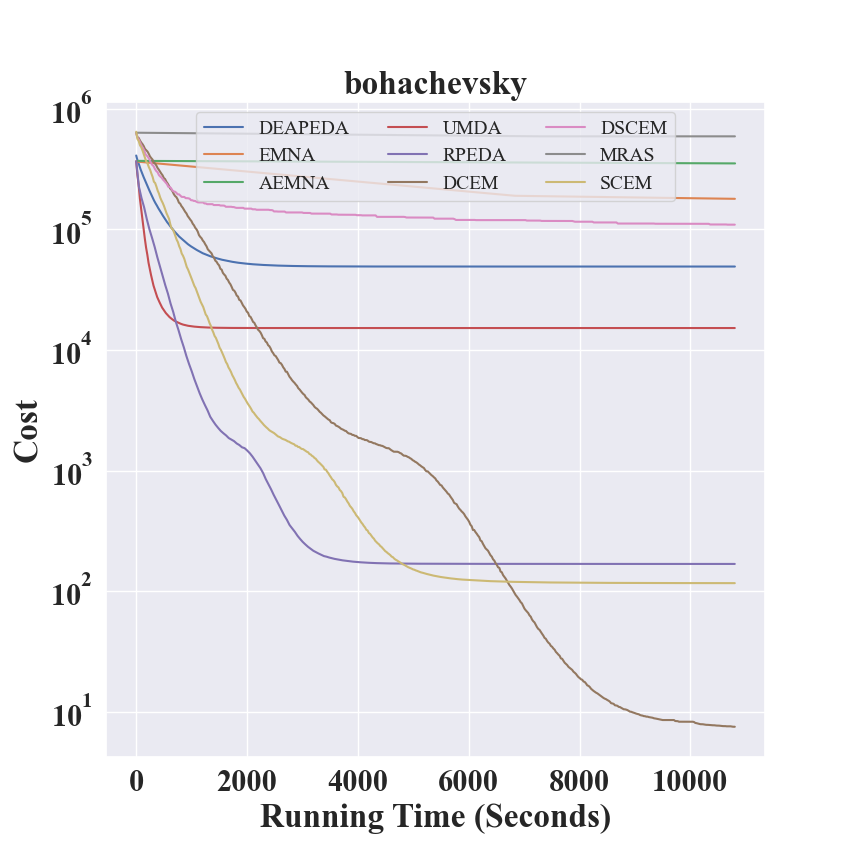 bohachevsky
DEAPEDA UMDA DSCEM
EMNA RPEDA MRAS
AEMNA DCEM SCEM
10^6
10^5
10^4
10^3
10^2
10^1
Cost
0 2000 4000 6000 8000 10000
Running Time (Seconds)